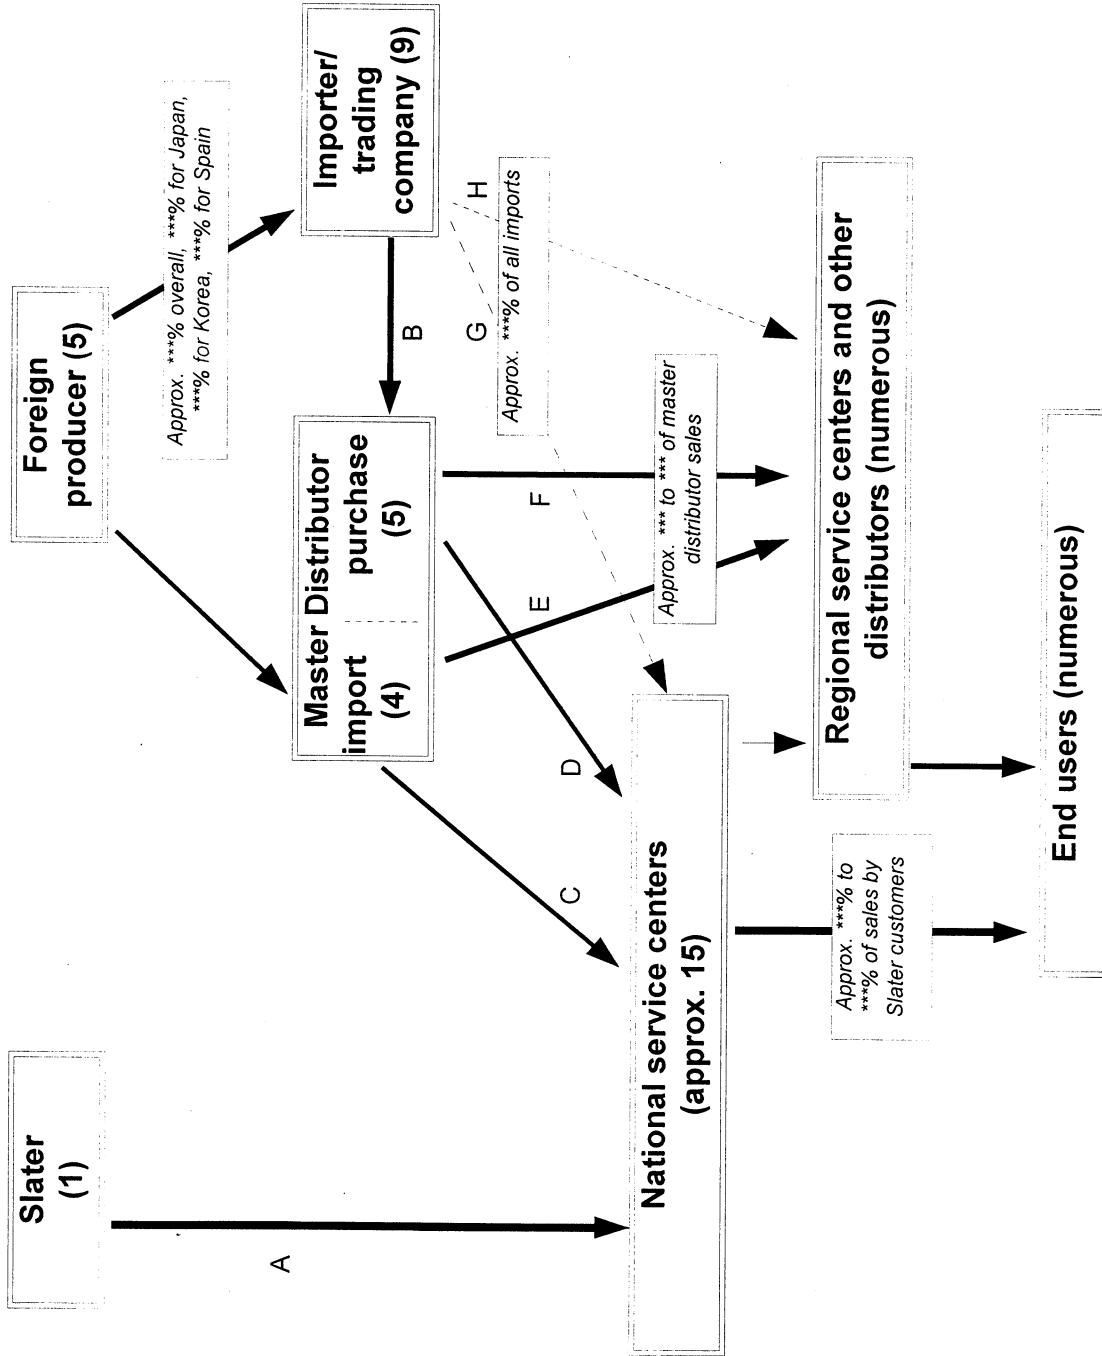 Slater
(1)
Foreign
producer (5)
A
Approx. ***% overall, ***% for Japan,
***% for Korea, ***% for Spain
Master Distributor
import
(4)
purchase
(5)
B
Importer/
trading
company (9)
C
D
E
F
G
H
Approx. ***% of all imports
Approx. *** to *** of master
distributor sales
National service centers
(approx. 15)
Regional service centers and other
distributors (numerous)
Approx. ***% to
***% of sales by
Slater customers
End users (numerous)